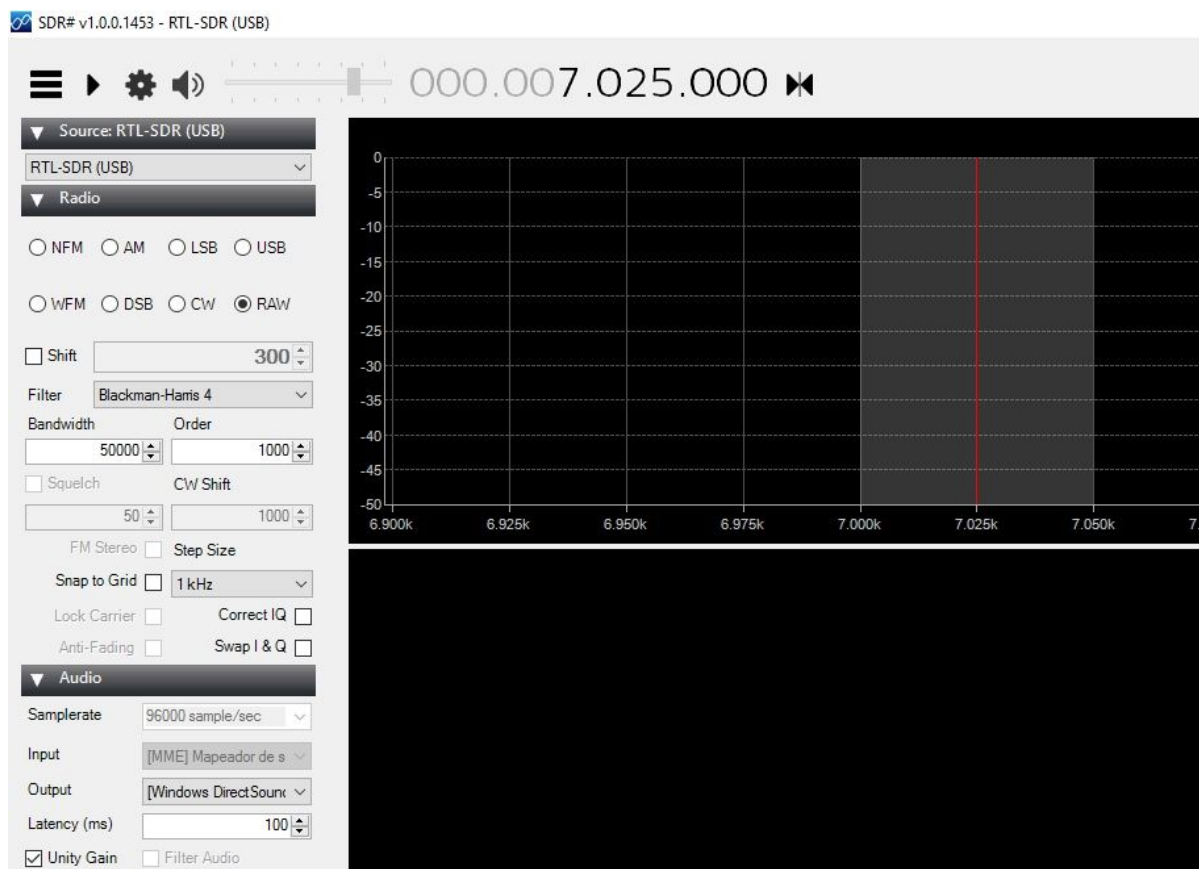 SDR# v1.0.0.1453 - RTL-SDR (USB)
000.007.025.000
Source: RTL-SDR (USB)
RTL-SDR (USB)
Radio
NFM AM LSB USB
WFM DSB CW RAW
Shift 300
Filter Blackman-Harris 4
Bandwidth Order
50000 1000
Squelch CW Shift
50 1000
FM Stereo Step Size
Snap to Grid 1 kHz
Lock Carrier Correct IQ
Anti-Fading Swap I & Q
Audio
Samplerate 96000 sample/sec
Input [MME] Mapeador de s
Output [Windows DirectSound
Latency (ms) 100
Unity Gain Filter Audio
0
-5
-10
-15
-20
-25
-30
-35
-40
-45
-50
6.900k 6.925k 6.950k 6.975k 7.000k 7.025k 7.050k 7.